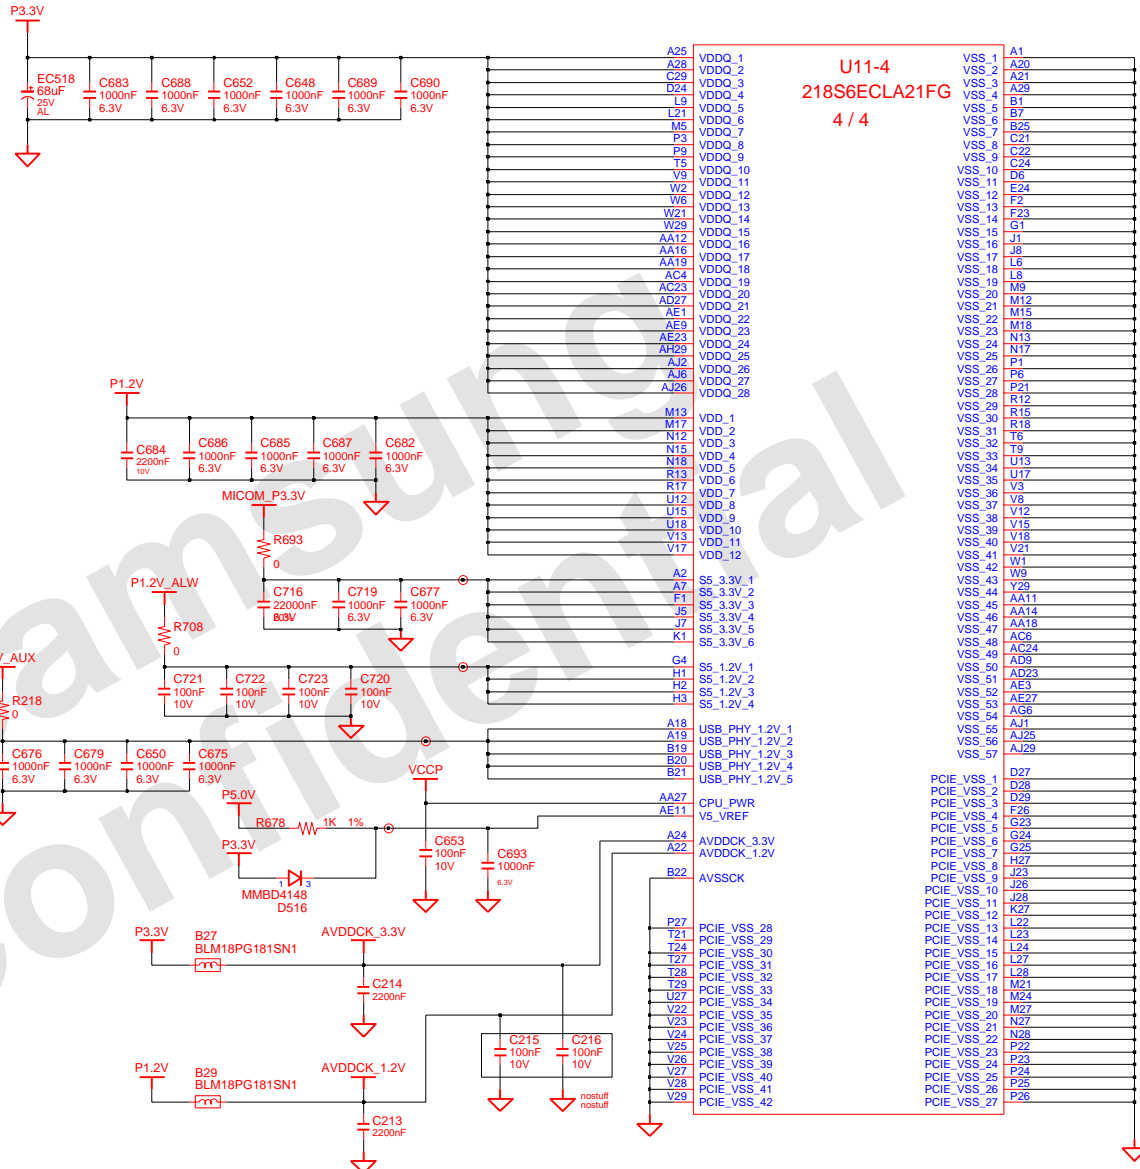 P3.3V
EC518
68uF
25V
AL
C683
1000nF
6.3V
C688
1000nF
6.3V
C652
1000nF
6.3V
C648
1000nF
6.3V
C689
1000nF
6.3V
C690
1000nF
6.3V
U11-4
218S6ECLA21FG
4 / 4
A25 VDDQ_1
A28 VDDQ_2
C29 VDDQ_3
D24 VDDQ_4
L9 VDDQ_5
L21 VDDQ_6
M5 VDDQ_7
P3 VDDQ_8
P9 VDDQ_9
T5 VDDQ_10
V9 VDDQ_11
W2 VDDQ_12
W6 VDDQ_13
W21 VDDQ_14
W29 VDDQ_15
AA12 VDDQ_16
AA16 VDDQ_17
AA19 VDDQ_18
AC4 VDDQ_19
AC23 VDDQ_20
AD27 VDDQ_21
AE1 VDDQ_22
AE9 VDDQ_23
AE23 VDDQ_24
AH29 VDDQ_25
AJ2 VDDQ_26
AJ6 VDDQ_27
AJ26 VDDQ_28
P1.2V
C684
2200nF
10V
C686
1000nF
6.3V
C685
1000nF
6.3V
C687
1000nF
6.3V
C682
1000nF
6.3V
M13 VDD_1
M17 VDD_2
N12 VDD_3
N15 VDD_4
N18 VDD_5
R13 VDD_6
R17 VDD_7
U12 VDD_8
U15 VDD_9
U18 VDD_10
V13 VDD_11
V17 VDD_12
MICOM_P3.3V
R693
0
C716
22000nF
6.3V
20%
C719
1000nF
6.3V
C677
1000nF
6.3V
A2 S5_3.3V_1
A7 S5_3.3V_2
F1 S5_3.3V_3
J5 S5_3.3V_4
J7 S5_3.3V_5
K1 S5_3.3V_6
P1.2V_ALW
R708
0
C721
100nF
10V
C722
100nF
10V
C723
100nF
10V
C720
100nF
10V
G4 S5_1.2V_1
H1 S5_1.2V_2
H2 S5_1.2V_3
H3 S5_1.2V_4
V_AUX
R218
0
C676
1000nF
6.3V
C679
1000nF
6.3V
C650
1000nF
6.3V
C675
1000nF
6.3V
A18 USB_PHY_1.2V_1
A19 USB_PHY_1.2V_2
B19 USB_PHY_1.2V_3
B20 USB_PHY_1.2V_4
B21 USB_PHY_1.2V_5
VCCP
AA27 CPU_PWR
AE11 V5_VREF
P5.0V
R678 1K 1%
P3.3V
1 3
MMBD4148
D516
C653
100nF
10V
C693
1000nF
6.3V
A24 AVDDCK_3.3V
A22 AVDDCK_1.2V
B22 AVSSCK
P3.3V
B27
BLM18PG181SN1
AVDDCK_3.3V
C214
2200nF
C215
100nF
10V
C216
100nF
10V
nostuff
nostuff
P1.2V
B29
BLM18PG181SN1
AVDDCK_1.2V
C213
2200nF
P27 PCIE_VSS_28
T21 PCIE_VSS_29
T24 PCIE_VSS_30
T27 PCIE_VSS_31
T28 PCIE_VSS_32
T29 PCIE_VSS_33
U27 PCIE_VSS_34
V22 PCIE_VSS_35
V23 PCIE_VSS_36
V24 PCIE_VSS_37
V25 PCIE_VSS_38
V26 PCIE_VSS_39
V27 PCIE_VSS_40
V28 PCIE_VSS_41
V29 PCIE_VSS_42
VSS_1 A1
VSS_2 A20
VSS_3 A21
VSS_4 A29
VSS_5 B1
VSS_6 B7
VSS_7 B25
VSS_8 C21
VSS_9 C22
VSS_10 C24
VSS_11 D6
VSS_12 E24
VSS_13 F2
VSS_14 F23
VSS_15 G1
VSS_16 J1
VSS_17 J8
VSS_18 L6
VSS_19 L8
VSS_20 M9
VSS_21 M12
VSS_22 M15
VSS_23 M18
VSS_24 N13
VSS_25 N17
VSS_26 P1
VSS_27 P6
VSS_28 P21
VSS_29 R12
VSS_30 R15
VSS_31 R18
VSS_32 T6
VSS_33 T9
VSS_34 U13
VSS_35 U17
VSS_36 V3
VSS_37 V8
VSS_38 V12
VSS_39 V15
VSS_40 V18
VSS_41 V21
VSS_42 W1
VSS_43 W9
VSS_44 Y29
VSS_45 AA11
VSS_46 AA14
VSS_47 AA18
VSS_48 AC6
VSS_49 AC24
VSS_50 AD9
VSS_51 AD23
VSS_52 AE3
VSS_53 AE27
VSS_54 AG6
VSS_55 AJ1
VSS_56 AJ25
VSS_57 AJ29
PCIE_VSS_1 D27
PCIE_VSS_2 D28
PCIE_VSS_3 D29
PCIE_VSS_4 F26
PCIE_VSS_5 G23
PCIE_VSS_6 G24
PCIE_VSS_7 G25
PCIE_VSS_8 H27
PCIE_VSS_9 J23
PCIE_VSS_10 J26
PCIE_VSS_11 J28
PCIE_VSS_12 K27
PCIE_VSS_13 L22
PCIE_VSS_14 L23
PCIE_VSS_15 L24
PCIE_VSS_16 L27
PCIE_VSS_17 L28
PCIE_VSS_18 M21
PCIE_VSS_19 M24
PCIE_VSS_20 M27
PCIE_VSS_21 N27
PCIE_VSS_22 N28
PCIE_VSS_23 P22
PCIE_VSS_24 P23
PCIE_VSS_25 P24
PCIE_VSS_26 P25
PCIE_VSS_27 P26
amsung
onfidential